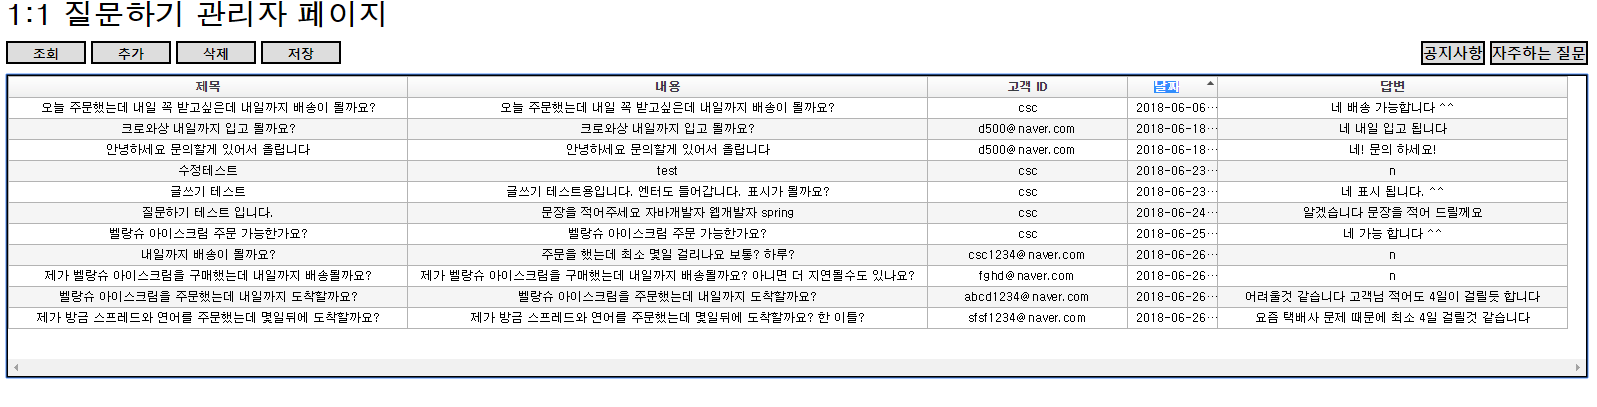 1:1 질문하기 관리자 페이지
조회 추가 삭제 저장 공지사항 자주하는 질문
제목 내용 고객 ID 날짜 답변
오늘 주문했는데 내일 꼭 받고싶은데 내일까지 배송이 될까요? 오늘 주문했는데 내일 꼭 받고싶은데 내일까지 배송이 될까요? csc 2018-06-06… 네 배송 가능합니다 ^^
크로와상 내일까지 입고 될까요? 크로와상 내일까지 입고 될까요? d500@naver.com 2018-06-18… 네 내일 입고 됩니다
안녕하세요 문의할게 있어서 올립니다 안녕하세요 문의할게 있어서 올립니다 d500@naver.com 2018-06-18… 네! 문의 하세요!
수정테스트 test csc 2018-06-23… n
글쓰기 테스트 글쓰기 테스트용입니다. 엔터도 들어갑니다. 표시가 될까요? csc 2018-06-23… 네 표시 됩니다. ^^
질문하기 테스트 입니다. 문장을 적어주세요 자바개발자 웹개발자 spring csc 2018-06-24… 알겠습니다 문장을 적어 드릴께요
벨랑슈 아이스크림 주문 가능한가요? 벨랑슈 아이스크림 주문 가능한가요? csc 2018-06-25… 네 가능 합니다 ^^
내일까지 배송이 될까요? 주문을 했는데 최소 몇일 걸리나요 보통? 하루? csc1234@naver.com 2018-06-26… n
제가 벨랑슈 아이스크림을 구매했는데 내일까지 배송될까요? 제가 벨랑슈 아이스크림을 구매했는데 내일까지 배송될까요? 아니면 더 지연될수도 있나요? fghd@naver.com 2018-06-26… n
벨랑슈 아이스크림을 주문했는데 내일까지 도착할까요? 벨랑슈 아이스크림을 주문했는데 내일까지 도착할까요? abcd1234@naver.com 2018-06-26… 어려울것 같습니다 고객님 적어도 4일이 걸릴듯 합니다
제가 방금 스프레드와 연어를 주문했는데 몇일뒤에 도착할까요? 제가 방금 스프레드와 연어를 주문했는데 몇일뒤에 도착할까요? 한 이틀? sfsf1234@naver.com 2018-06-26… 요즘 택배사 문제 때문에 최소 4일 걸릴것 같습니다